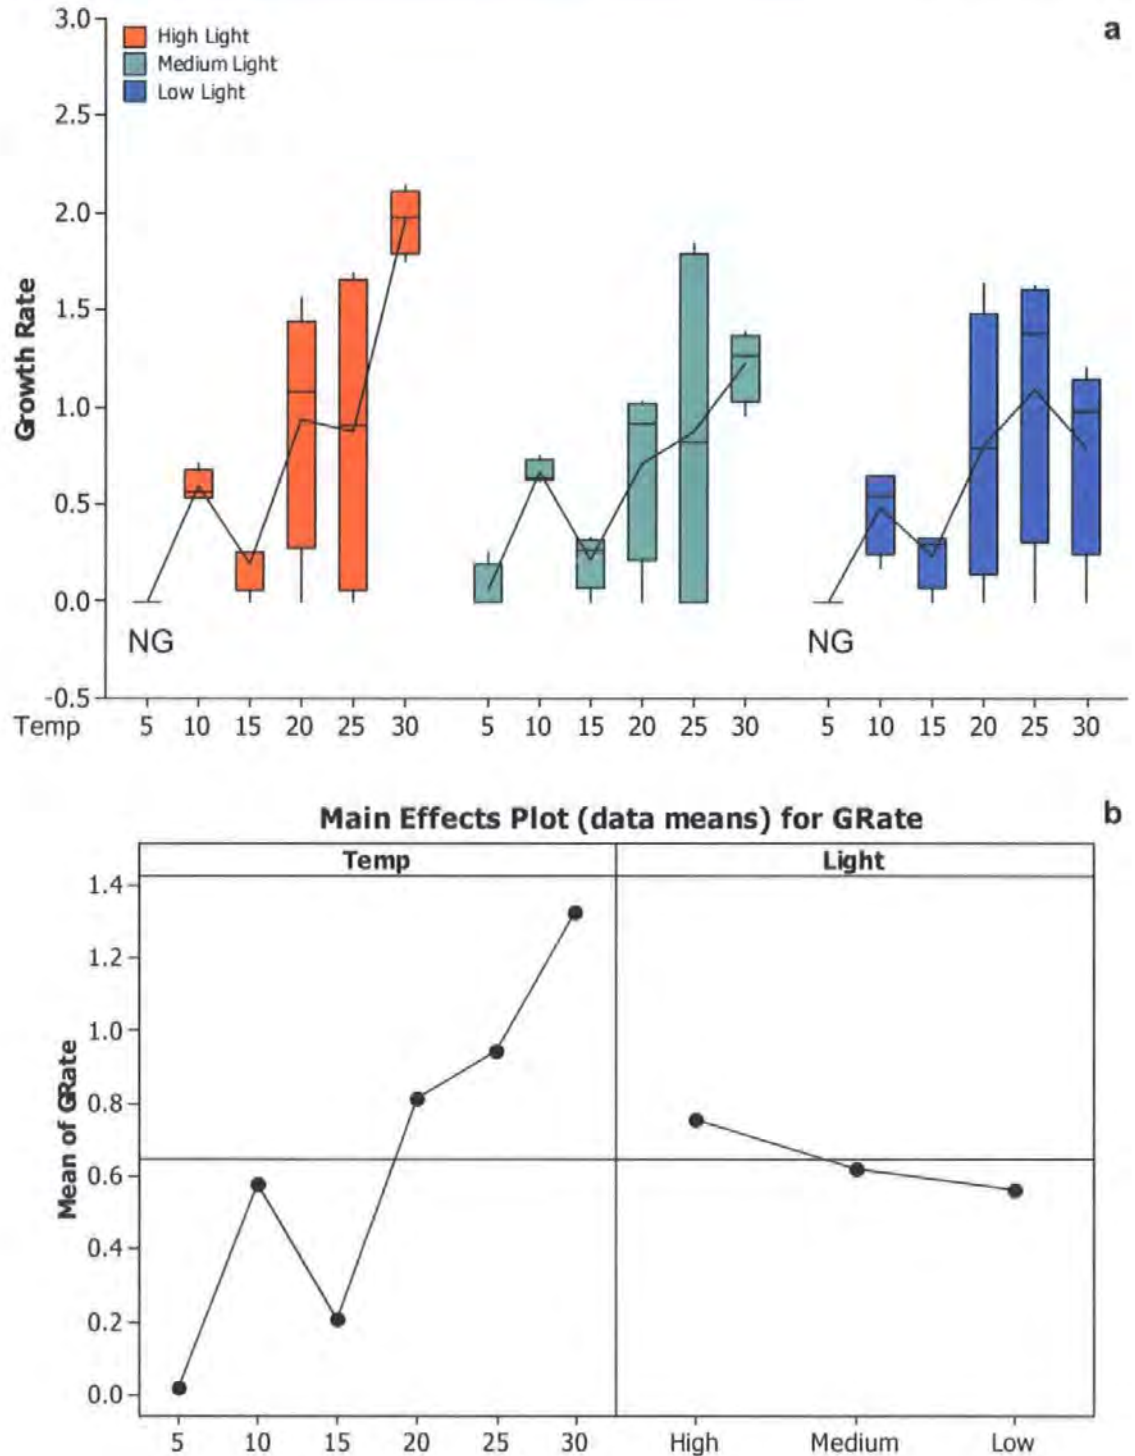 a
High Light
Medium Light
Low Light
3.0
2.5
2.0
1.5
1.0
0.5
0.0
-0.5
Growth Rate
NG
NG
Temp 5 10 15 20 25 30 5 10 15 20 25 30 5 10 15 20 25 30
b
Main Effects Plot (data means) for GRate
Temp Light
1.4
1.2
1.0
0.8
0.6
0.4
0.2
0.0
Mean of GRate
5 10 15 20 25 30 High Medium Low